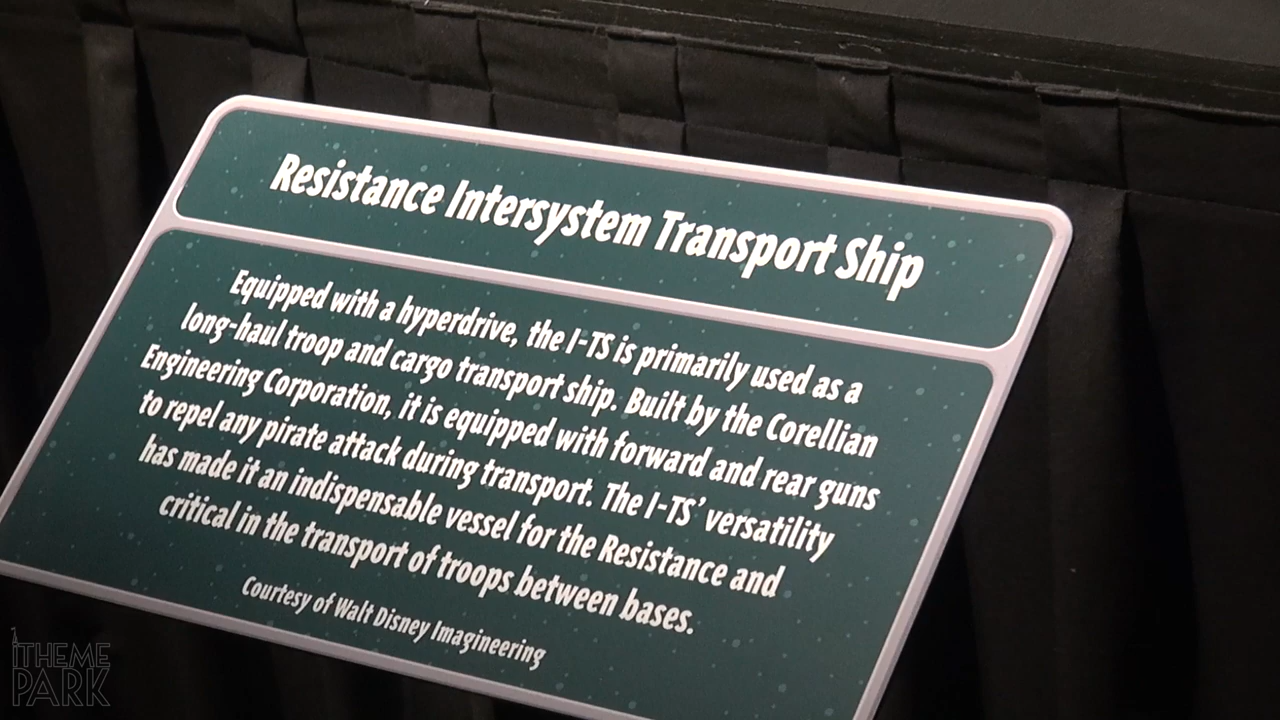 Resistance Intersystem Transport Ship
Equipped with a hyperdrive, the I-TS is primarily used as a
long-haul troop and cargo transport ship. Built by the Corellian
Engineering Corporation, it is equipped with forward and rear guns
to repel any pirate attack during transport. The I-TS' versatility
has made it an indispensable vessel for the Resistance and
critical in the transport of troops between bases.
Courtesy of Walt Disney Imagineering
iTHEME
PARK